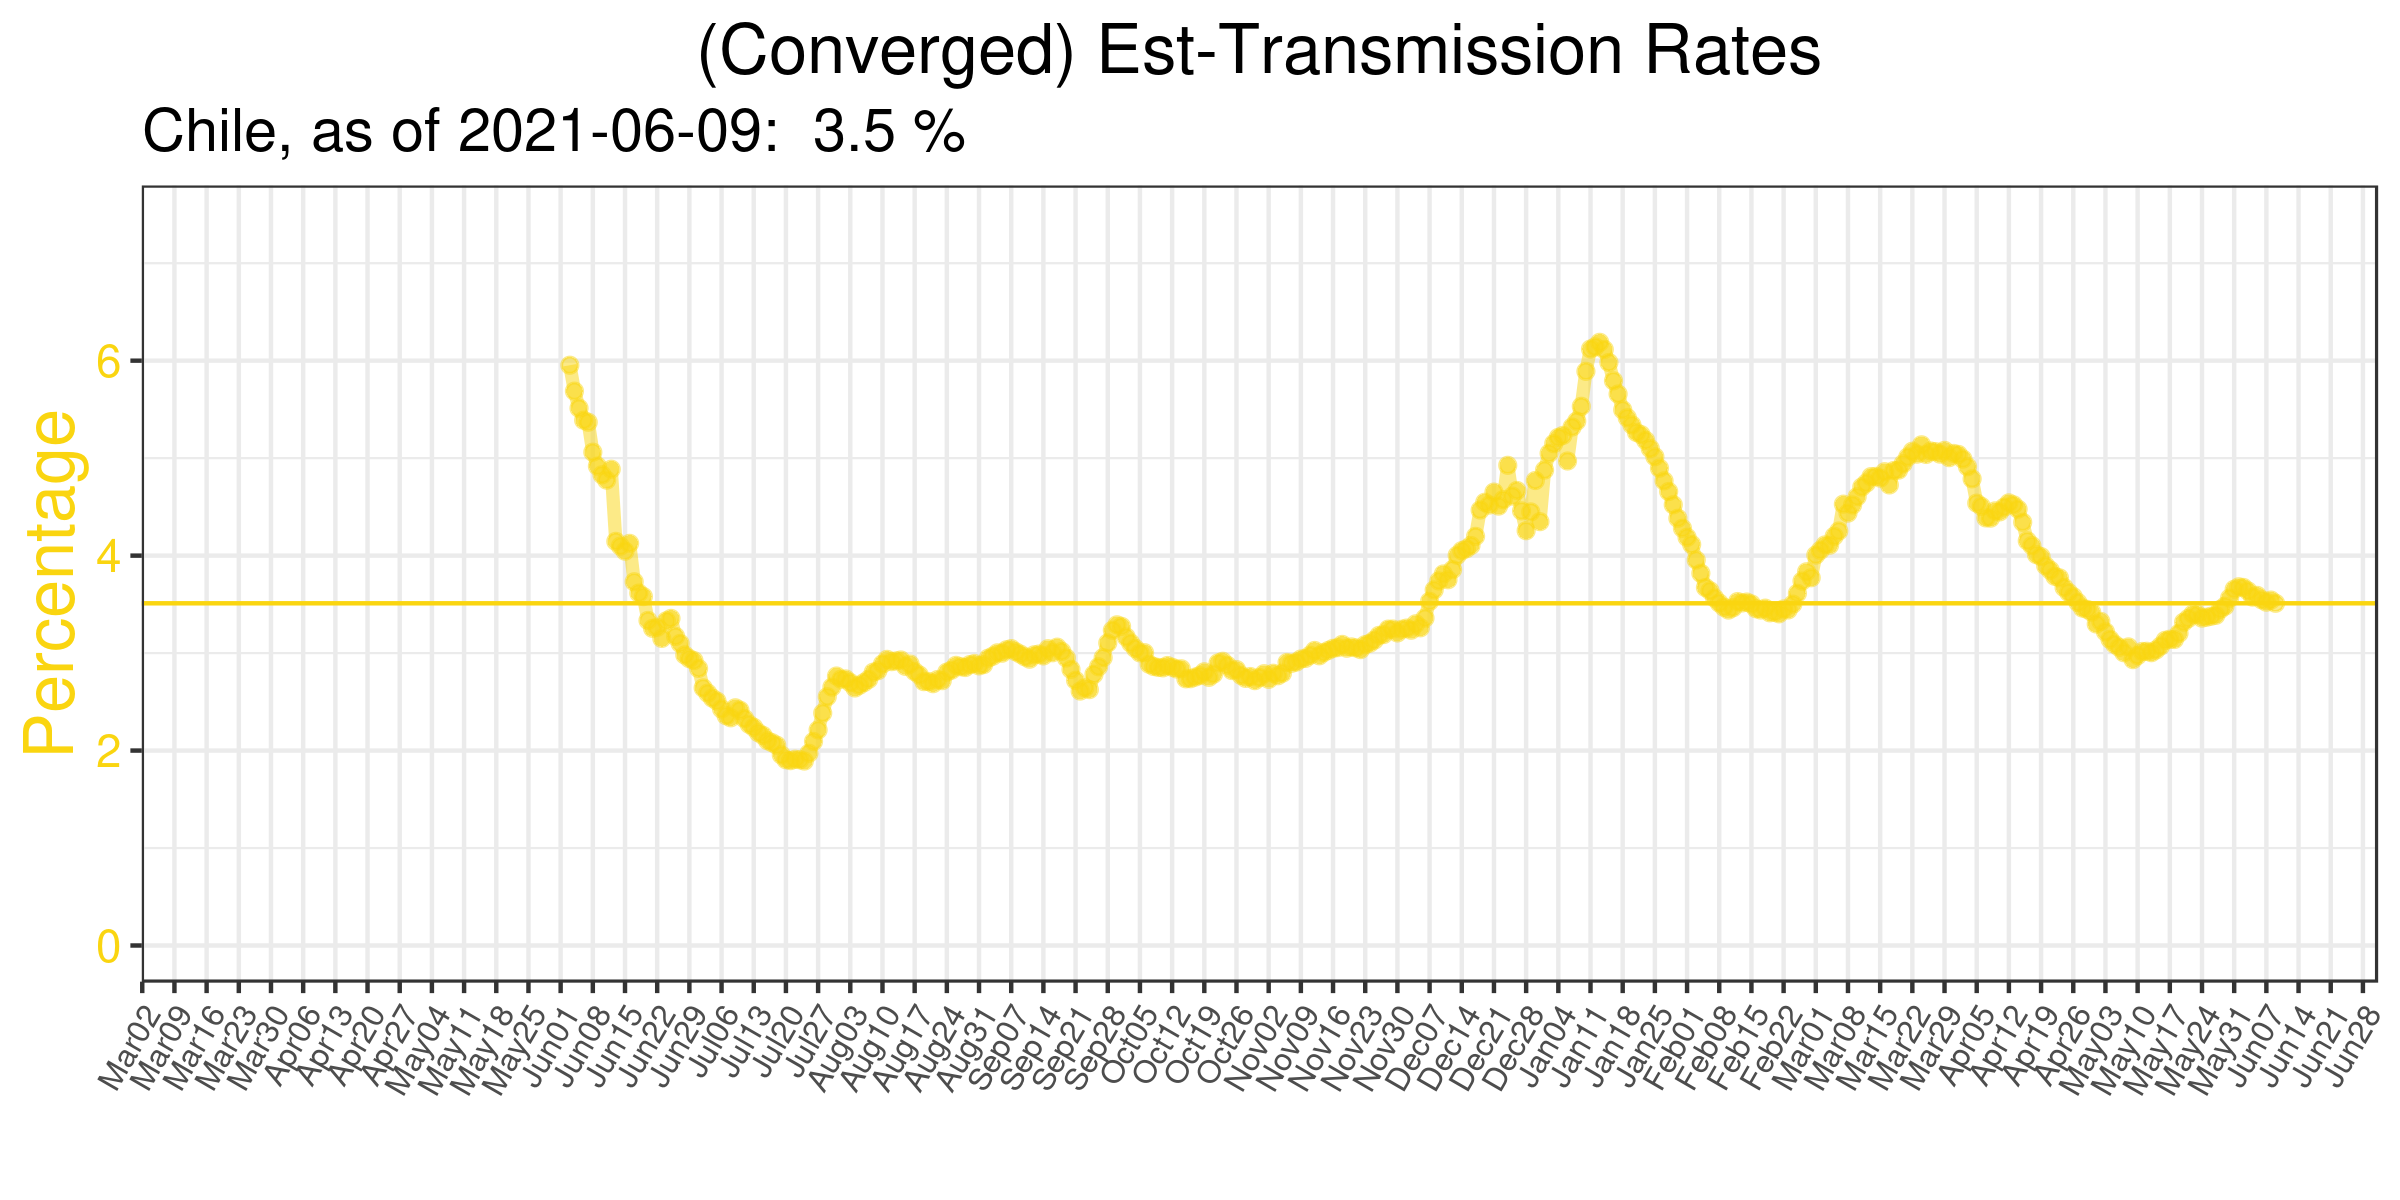 (Converged) Est-Transmission Rates
Chile, as of 2021-06-09:  3.5 %
Percentage
6
4
2
0
Mar02
Mar09
Mar16
Mar23
Mar30
Apr06
Apr13
Apr20
Apr27
May04
May11
May18
May25
Jun01
Jun08
Jun15
Jun22
Jun29
Jul06
Jul13
Jul20
Jul27
Aug03
Aug10
Aug17
Aug24
Aug31
Sep07
Sep14
Sep21
Sep28
Oct05
Oct12
Oct19
Oct26
Nov02
Nov09
Nov16
Nov23
Nov30
Dec07
Dec14
Dec21
Dec28
Jan04
Jan11
Jan18
Jan25
Feb01
Feb08
Feb15
Feb22
Mar01
Mar08
Mar15
Mar22
Mar29
Apr05
Apr12
Apr19
Apr26
May03
May10
May17
May24
May31
Jun07
Jun14
Jun21
Jun28